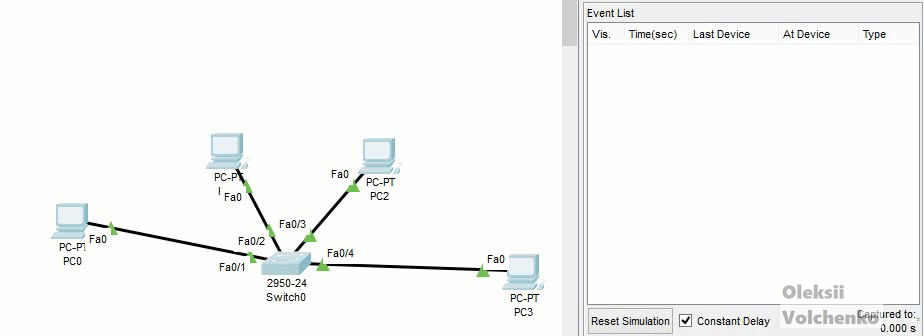 Event List
Vis. Time(sec) Last Device At Device Type
PC-PT
Fa0
Fa0
PC-PT
PC2
Fa0
PC-PT
PC0
Fa0/3
Fa0/2
Fa0/1
Fa0/4
Fa0
2950-24
Switch0
PC-PT
PC3
Reset Simulation
Constant Delay
Captured to:
0.000 s
Oleksii
Volchenko